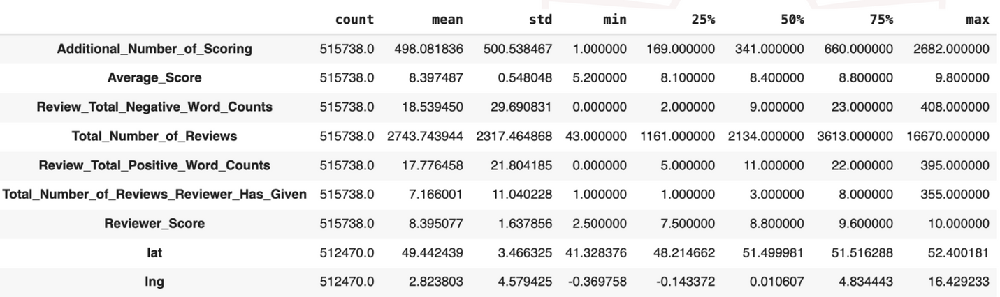 count mean std min 25% 50% 75% max
Additional_Number_of_Scoring 515738.0 498.081836 500.538467 1.000000 169.000000 341.000000 660.000000 2682.000000
Average_Score 515738.0 8.397487 0.548048 5.200000 8.100000 8.400000 8.800000 9.800000
Review_Total_Negative_Word_Counts 515738.0 18.539450 29.690831 0.000000 2.000000 9.000000 23.000000 408.000000
Total_Number_of_Reviews 515738.0 2743.743944 2317.464868 43.000000 1161.000000 2134.000000 3613.000000 16670.000000
Review_Total_Positive_Word_Counts 515738.0 17.776458 21.804185 0.000000 5.000000 11.000000 22.000000 395.000000
Total_Number_of_Reviews_Reviewer_Has_Given 515738.0 7.166001 11.040228 1.000000 1.000000 3.000000 8.000000 355.000000
Reviewer_Score 515738.0 8.395077 1.637856 2.500000 7.500000 8.800000 9.600000 10.000000
lat 512470.0 49.442439 3.466325 41.328376 48.214662 51.499981 51.516288 52.400181
lng 512470.0 2.823803 4.579425 -0.369758 -0.143372 0.010607 4.834443 16.429233